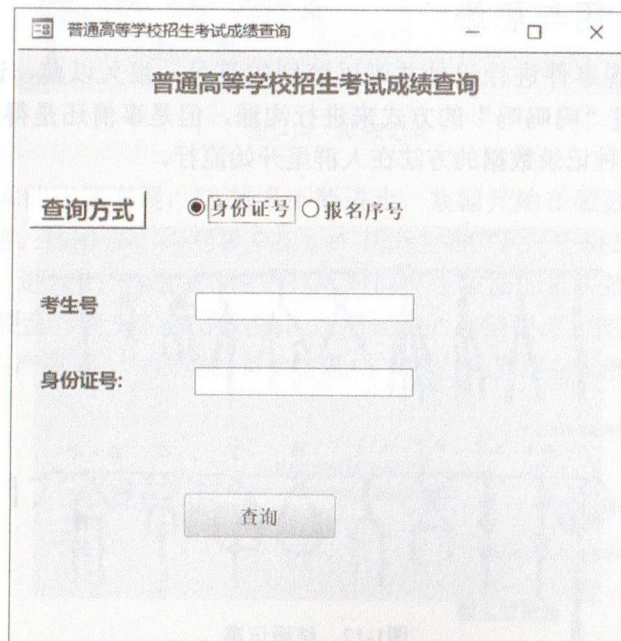 普通高等学校招生考试成绩查询
普通高等学校招生考试成绩查询
查询方式 身份证号 报名序号
考生号
身份证号:
查询